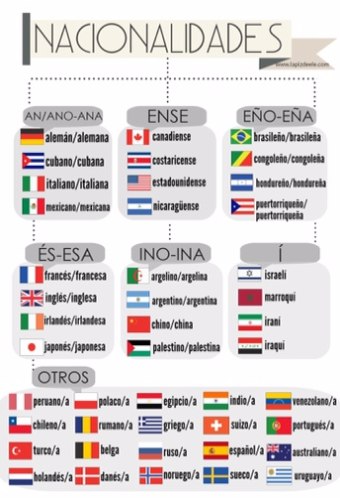 NACIONALIDADES
www.lapizdeele.com
AN/ANO-ANA
alemán/alemana
cubano/cubana
italiano/italiana
mexicano/mexicana
ENSE
canadiense
costaricense
estadounidense
nicaragüense
EÑO-EÑA
brasileño/brasileña
congoleño/congoleña
hondureño/hondureña
puertorriqueño/
puertorriqueña
ÉS-ESA
francés/francesa
inglés/inglesa
irlandés/irlandesa
japonés/japonesa
INO-INA
argelino/argelina
argentino/argentina
chino/china
palestino/palestina
Í
israelí
marroquí
iraní
iraquí
OTROS
peruano/a polaco/a egipcio/a indio/a venezolano/a
chileno/a rumano/a griego/a suizo/a portugués/a
turco/a belga ruso/a español/a australiano/a
holandés/a danés/a noruego/a sueco/a uruguayo/a